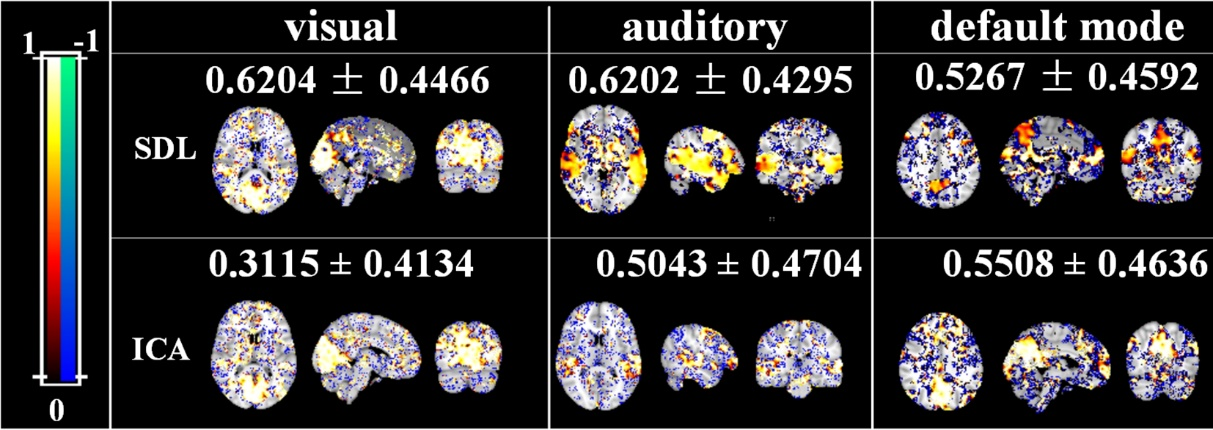 visual auditory default mode
1 -1
0.6204 ± 0.4466 0.6202 ± 0.4295 0.5267 ± 0.4592
SDL
0.3115 ± 0.4134 0.5043 ± 0.4704 0.5508 ± 0.4636
ICA
0